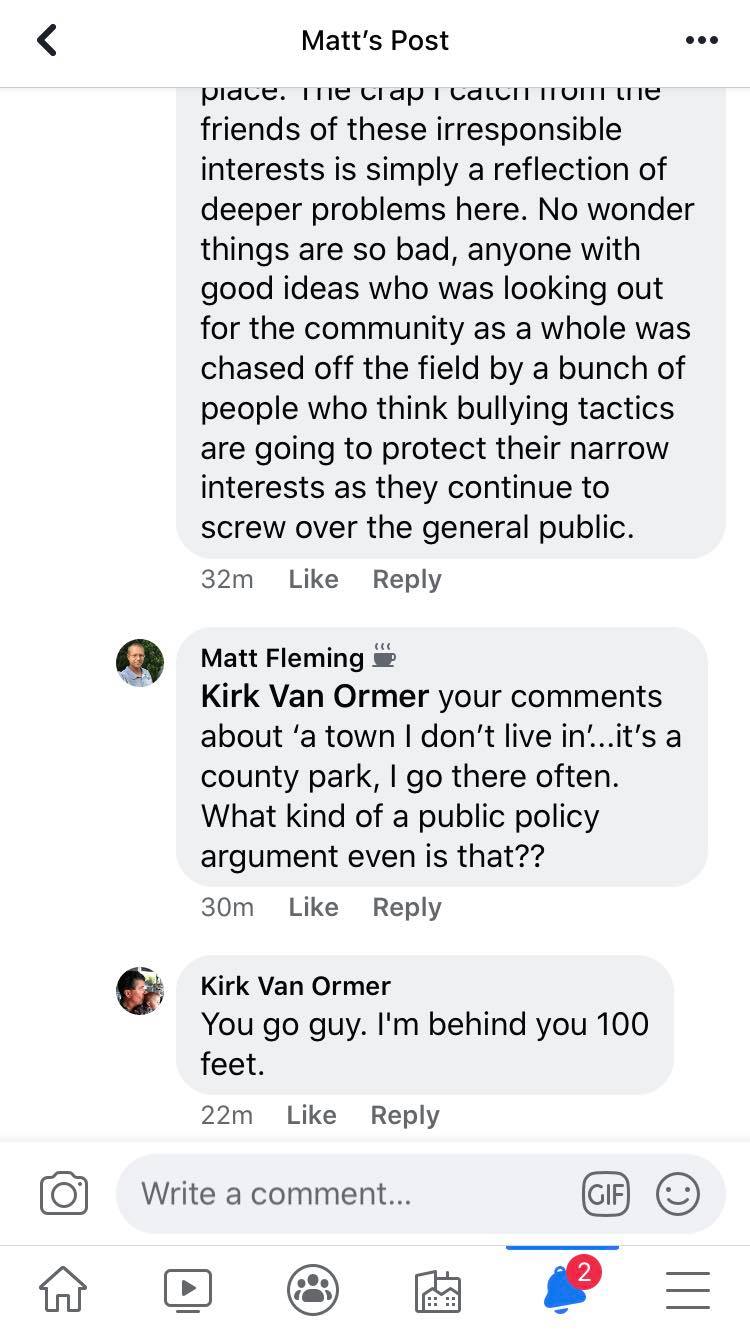 Matt's Post
place. The crap I catch from the
friends of these irresponsible
interests is simply a reflection of
deeper problems here. No wonder
things are so bad, anyone with
good ideas who was looking out
for the community as a whole was
chased off the field by a bunch of
people who think bullying tactics
are going to protect their narrow
interests as they continue to
screw over the general public.
32m Like Reply
Matt Fleming
Kirk Van Ormer your comments
about ‘a town I don’t live in’...it’s a
county park, I go there often.
What kind of a public policy
argument even is that??
30m Like Reply
Kirk Van Ormer
You go guy. I'm behind you 100
feet.
22m Like Reply
Write a comment...
GIF
2